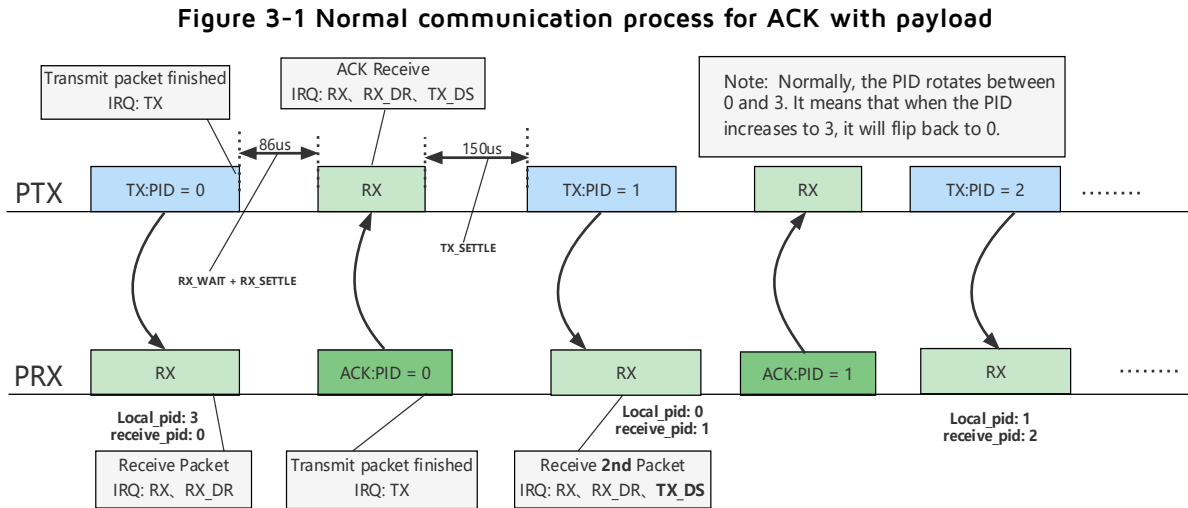 Figure 3-1 Normal communication process for ACK with payload
Transmit packet finished
IRQ: TX
ACK Receive
IRQ: RX、RX_DR、TX_DS
Note: Normally, the PID rotates between
0 and 3. It means that when the PID
increases to 3, it will flip back to 0.
86us
150us
PTX
TX:PID = 0
RX
TX:PID = 1
RX
TX:PID = 2
........
RX_WAIT + RX_SETTLE
TX_SETTLE
PRX
RX
ACK:PID = 0
RX
ACK:PID = 1
RX
........
Local_pid: 3
receive_pid: 0
Local_pid: 0
receive_pid: 1
Local_pid: 1
receive_pid: 2
Receive Packet
IRQ: RX、RX_DR
Transmit packet finished
IRQ: TX
Receive 2nd Packet
IRQ: RX、RX_DR、TX_DS